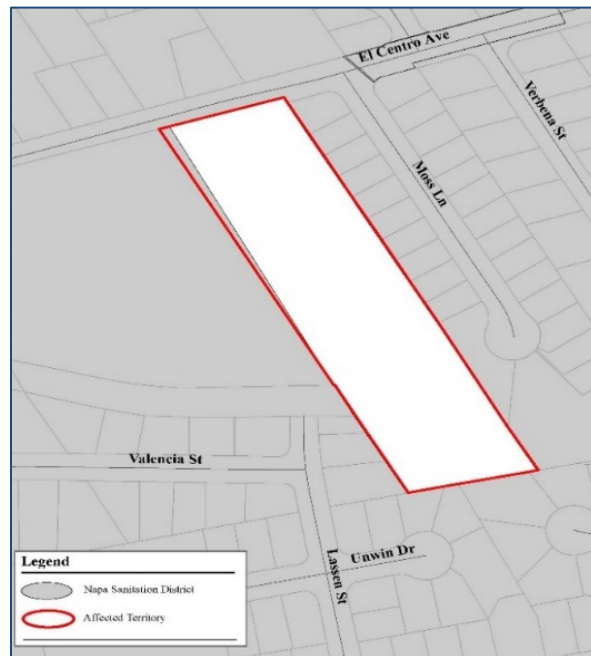 El Centro Ave
Verbena St
Moss Ln
Valencia St
Unwin Dr
Lassen St
Legend
Napa Sanitation District
Affected Territory